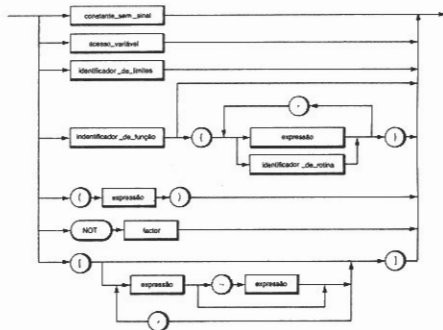 constante_sem_sinal
acesso_variável
identificador_de_limites
,
indentificador_de_função ( expressão )
identificador_de_rotina
( expressão )
NOT factor
[ ]
expressão .. expressão
,